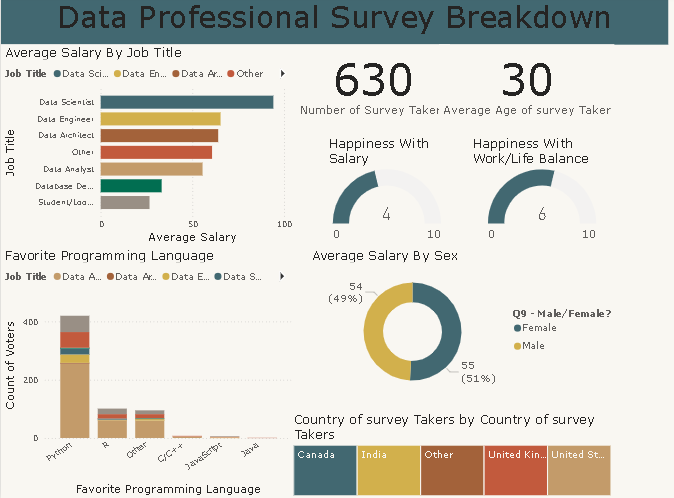 Data Professional Survey Breakdown
Average Salary By Job Title
Job Title Data Sci... Data En... Data Ar... Other
Job Title
Data Scientist
Data Engineer
Data Architect
Other
Data Analyst
Database De...
Student/Loo...
0 50 100
Average Salary
630
Number of Survey Taker
30
Average Age of survey Taker
Happiness With
Salary
4
0 10
Happiness With
Work/Life Balance
6
0 10
Favorite Programming Language
Job Title Data A... Data Ar... Data E... Data S...
Count of Voters
400
200
0
Python R Other C/C++ JavaScript Java
Favorite Programming Language
Average Salary By Sex
54
(49%)
55
(51%)
Q9 - Male/Female?
Female
Male
Country of survey Takers by Country of survey
Takers
Canada India Other United Kin... United St...